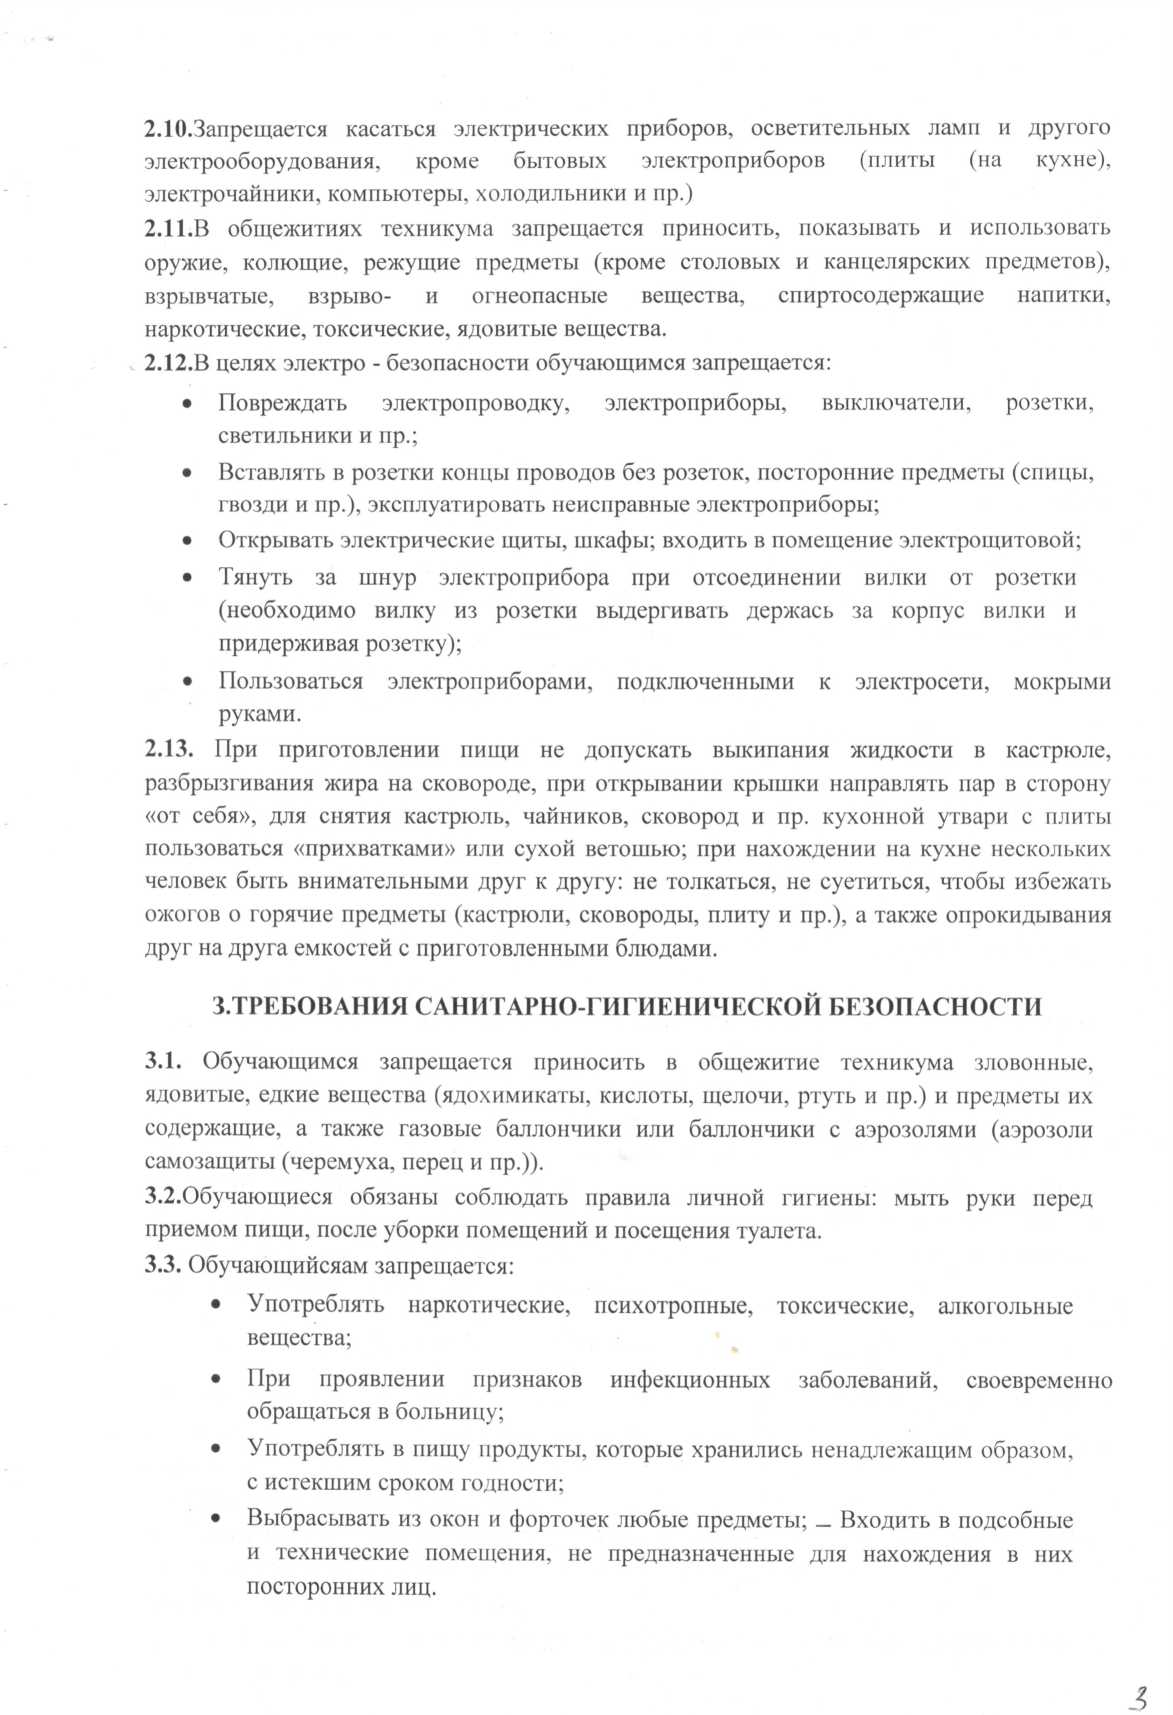 2.10.Запрещается касаться электрических приборов, осветительных ламп и другого
электрооборудования, кроме бытовых электроприборов (плиты (на кухне),
электрочайники, компьютеры, холодильники и пр.)
2.11.В общежитиях техникума запрещается приносить, показывать и использовать
оружие, колющие, режущие предметы (кроме столовых и канцелярских предметов),
взрывчатые, взрыво- и огнеопасные вещества, спиртосодержащие напитки,
наркотические, токсические, ядовитые вещества.
2.12.В целях электро - безопасности обучающимся запрещается:
• Повреждать электропроводку, электроприборы, выключатели, розетки,
светильники и пр.;
• Вставлять в розетки концы проводов без розеток, посторонние предметы (спицы,
гвозди и пр.), эксплуатировать неисправные электроприборы;
• Открывать электрические щиты, шкафы; входить в помещение электрощитовой;
• Тянуть за шнур электроприбора при отсоединении вилки от розетки
(необходимо вилку из розетки выдергивать держась за корпус вилки и
придерживая розетку);
• Пользоваться электроприборами, подключенными к электросети, мокрыми
руками.
2.13. При приготовлении пищи не допускать выкипания жидкости в кастрюле,
разбрызгивания жира на сковороде, при открывании крышки направлять пар в сторону
«от себя», для снятия кастрюль, чайников, сковород и пр. кухонной утвари с плиты
пользоваться «прихватками» или сухой ветошью; при нахождении на кухне нескольких
человек быть внимательными друг к другу: не толкаться, не суетиться, чтобы избежать
ожогов о горячие предметы (кастрюли, сковороды, плиту и пр.), а также опрокидывания
друг на друга емкостей с приготовленными блюдами.
3.ТРЕБОВАНИЯ САНИТАРНО-ГИГИЕНИЧЕСКОЙ БЕЗОПАСНОСТИ
3.1. Обучающимся запрещается приносить в общежитие техникума зловонные,
ядовитые, едкие вещества (ядохимикаты, кислоты, щелочи, ртуть и пр.) и предметы их
содержащие, а также газовые баллончики или баллончики с аэрозолями (аэрозоли
самозащиты (черемуха, перец и пр.)).
3.2.Обучающиеся обязаны соблюдать правила личной гигиены: мыть руки перед
приемом пищи, после уборки помещений и посещения туалета.
3.3. Обучающийсяам запрещается:
• Употреблять наркотические, психотропные, токсические, алкогольные
вещества;
• При проявлении признаков инфекционных заболеваний, своевременно
обращаться в больницу;
• Употреблять в пищу продукты, которые хранились ненадлежащим образом,
с истекшим сроком годности;
• Выбрасывать из окон и форточек любые предметы; – Входить в подсобные
и технические помещения, не предназначенные для нахождения в них
посторонних лиц.
3